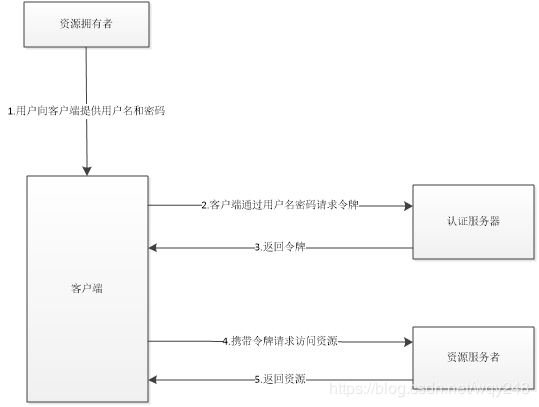 资源拥有者
1.用户向客户端提供用户名和密码
2.客户端通过用户名密码请求令牌
认证服务器
3.返回令牌
客户端
4.携带令牌请求访问资源
资源服务者
5.返回资源
https://blog.csdn.net/wqy248